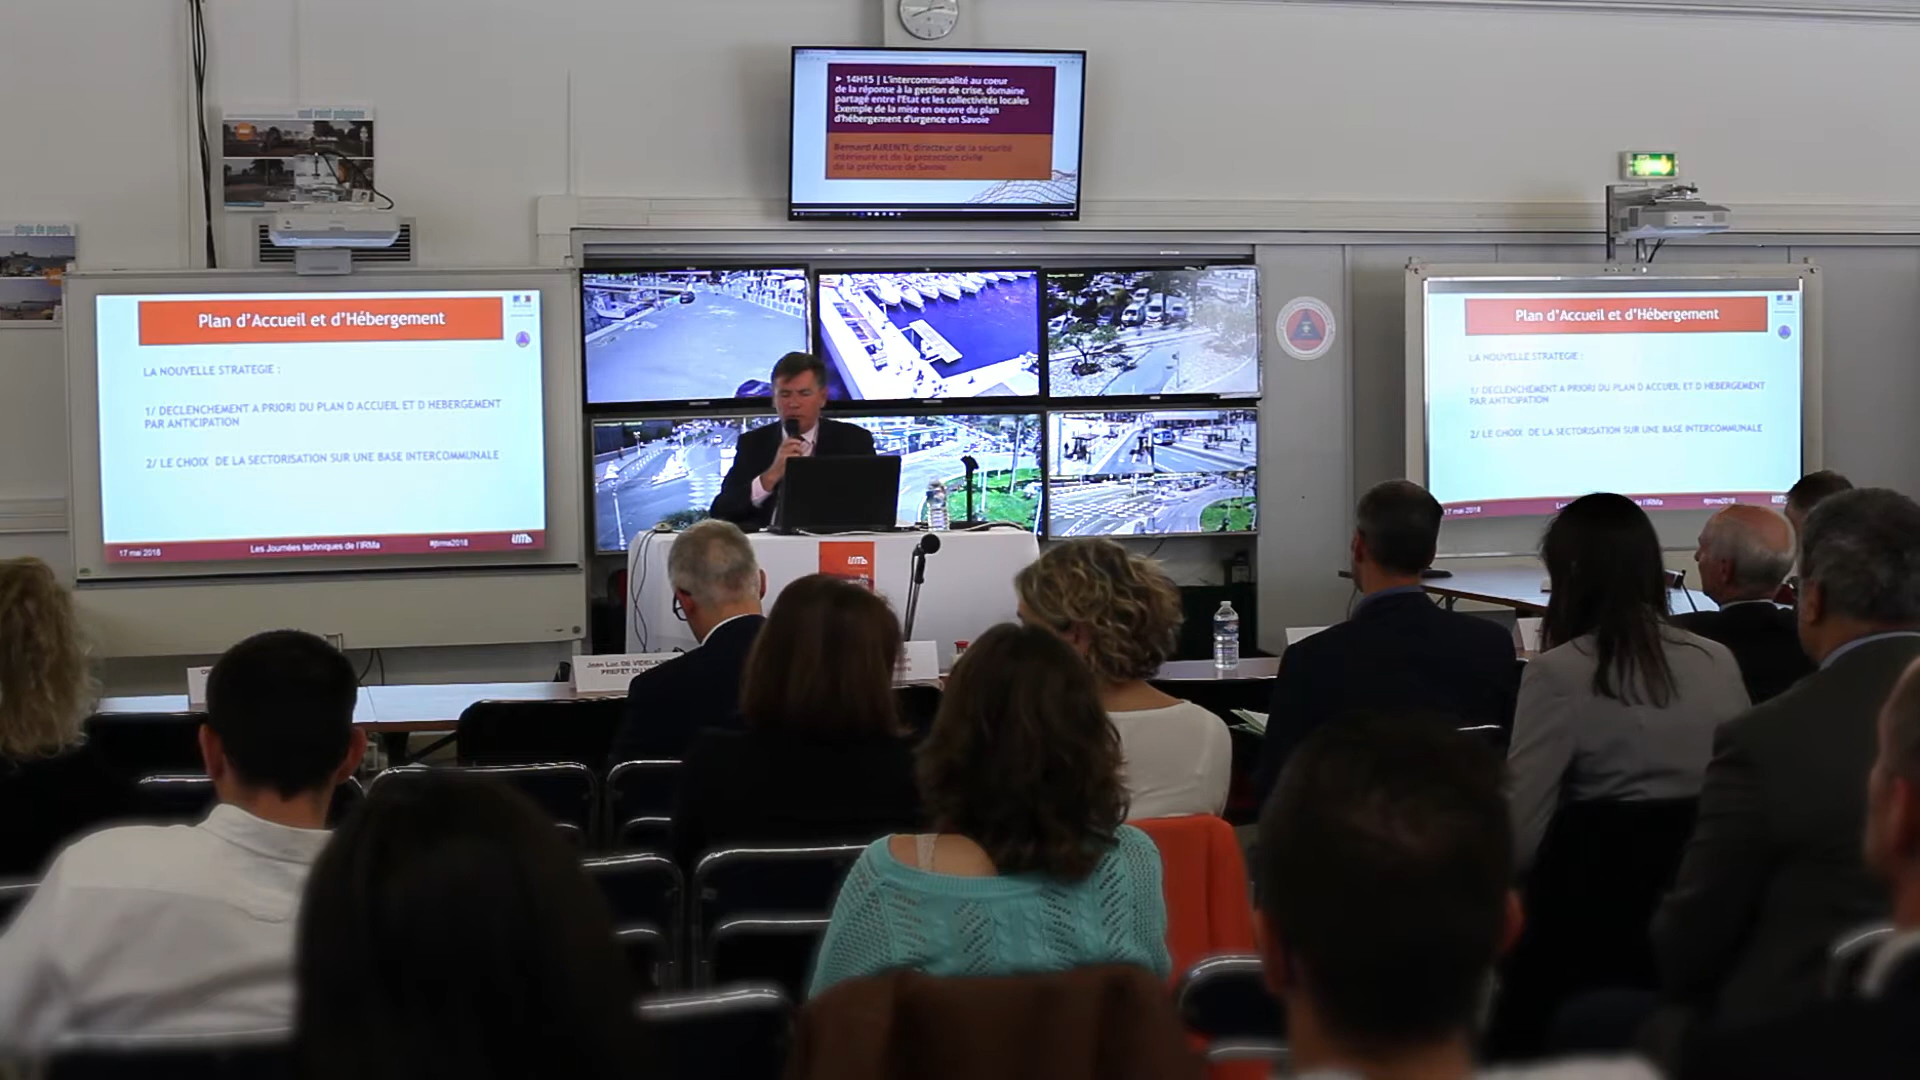 ▸ 14H15 | L'intercommunalité au coeur
de la réponse à la gestion de crise, domaine
partagé entre l'Etat et les collectivités locales
Exemple de la mise en oeuvre du plan
d'hébergement d'urgence en Savoie
Bernard AIRENTI, directeur de la sécurité
intérieure et de la protection civile
de la préfecture de Savoie
Plan d'Accueil et d'Hébergement
LA NOUVELLE STRATEGIE :
1/ DECLENCHEMENT A PRIORI DU PLAN D ACCUEIL ET D HEBERGEMENT
PAR ANTICIPATION
2/ LE CHOIX DE LA SECTORISATION SUR UNE BASE INTERCOMMUNALE
17 mai 2018
Les Journées techniques de l'IRMa
#jtirma2018
irma
Plan d'Accueil et d'Hébergement
LA NOUVELLE STRATEGIE :
1/ DECLENCHEMENT A PRIORI DU PLAN D ACCUEIL ET D HEBERGEMENT
PAR ANTICIPATION
2/ LE CHOIX DE LA SECTORISATION SUR UNE BASE INTERCOMMUNALE
17 mai 2018
de l'IRMa
#jtirma2018
irma
Jean Luc
PREFET DU